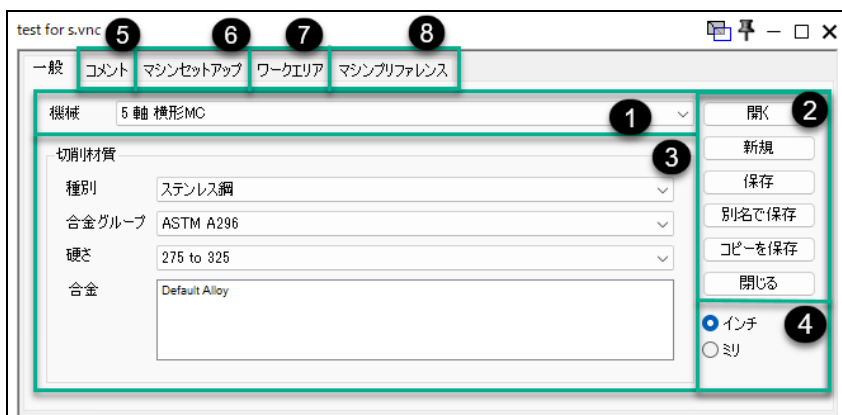 test for s.vnc
5 6 7 8
一般 コメント マシンセットアップ ワークエリア マシンプリファレンス
機械 5 軸 横形MC 1
開く 2
新規
保存
別名で保存
コピーを保存
閉じる
切削材質 3
種別 ステンレス鋼
合金グループ ASTM A296
硬さ 275 to 325
合金 Default Alloy
インチ 4
ミリ